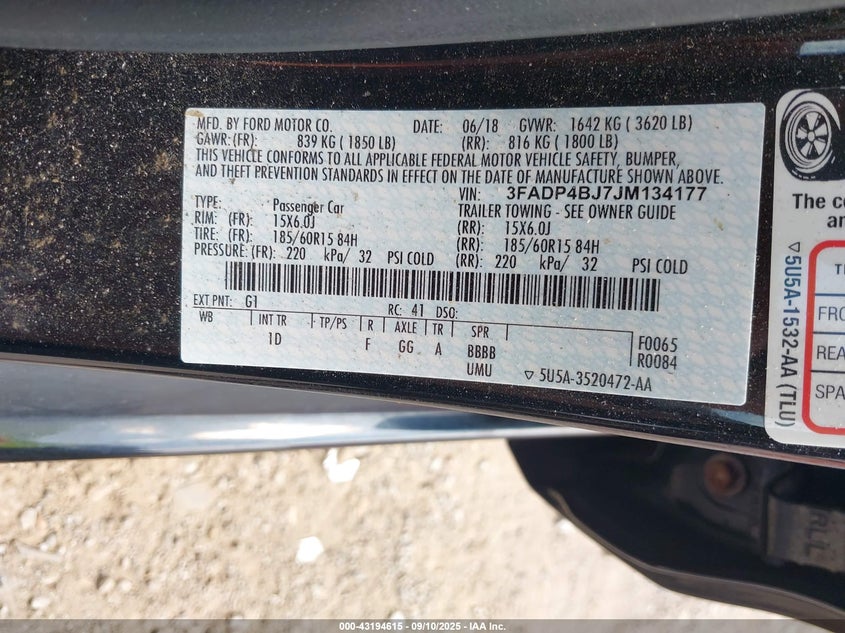 MFD. BY FORD MOTOR CO. DATE: 06/18 GVWR: 1642 KG ( 3620 LB)
GAWR: (FR): 839 KG ( 1850 LB) (RR): 816 KG ( 1800 LB)
THIS VEHICLE CONFORMS TO ALL APPLICABLE FEDERAL MOTOR VEHICLE SAFETY, BUMPER,
AND THEFT PREVENTION STANDARDS IN EFFECT ON THE DATE OF MANUFACTURE SHOWN ABOVE.
VIN: 3FADP4BJ7JM134177
TYPE: Passenger Car TRAILER TOWING - SEE OWNER GUIDE
RIM: (FR): 15X6.0J (RR): 15X6.0J
TIRE: (FR): 185/60R15 84H (RR): 185/60R15 84H
PRESSURE: (FR): 220 kPa/ 32 PSI COLD (RR): 220 kPa/ 32 PSI COLD
EXT PNT: G1 RC: 41 DSO:
WB INT TR TP/PS R AXLE TR SPR F0065
1D F GG A BBBB R0084
UMU ▽ 5U5A-3520472-AA
The co
an
T
FRO
REA
SPA
▽ 5U5A-1532-AA (TLU)
RLL
000-43194615 - 09/10/2025 - IAA Inc.